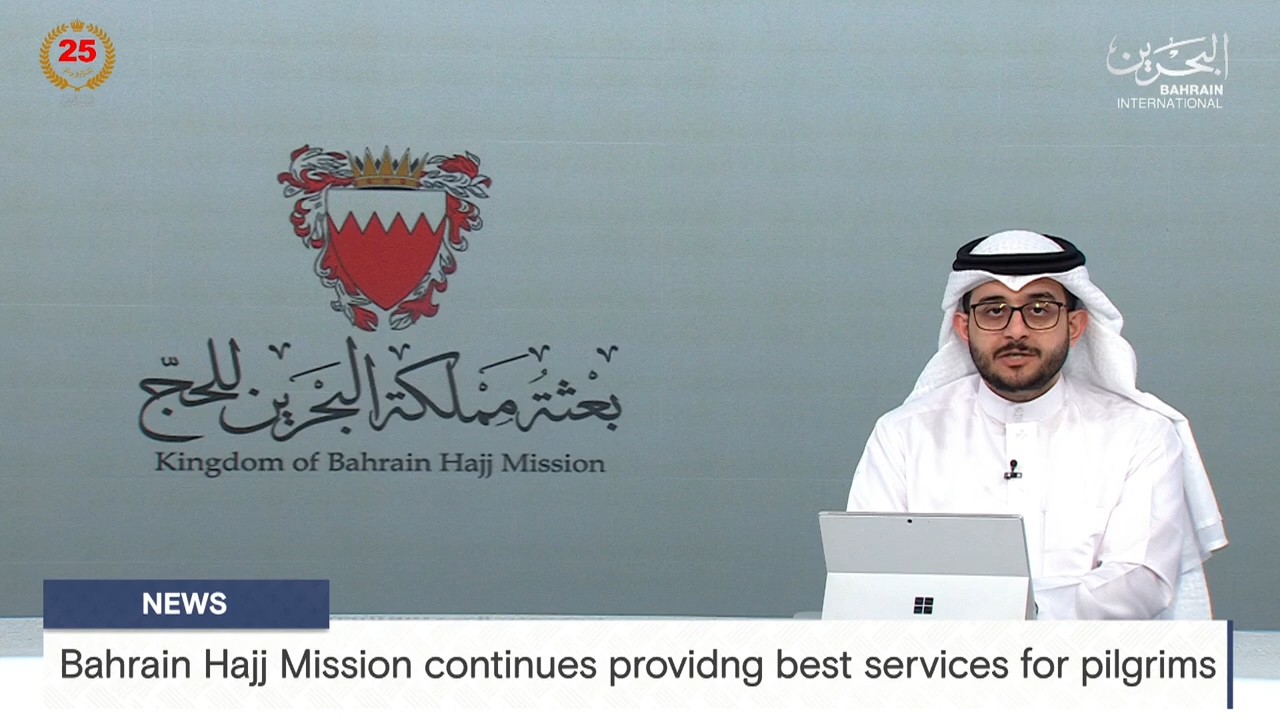 25
البحرين
BAHRAIN
INTERNATIONAL
بعثة مملكة البحرين للحج
Kingdom of Bahrain Hajj Mission
NEWS
Bahrain Hajj Mission continues providng best services for pilgrims